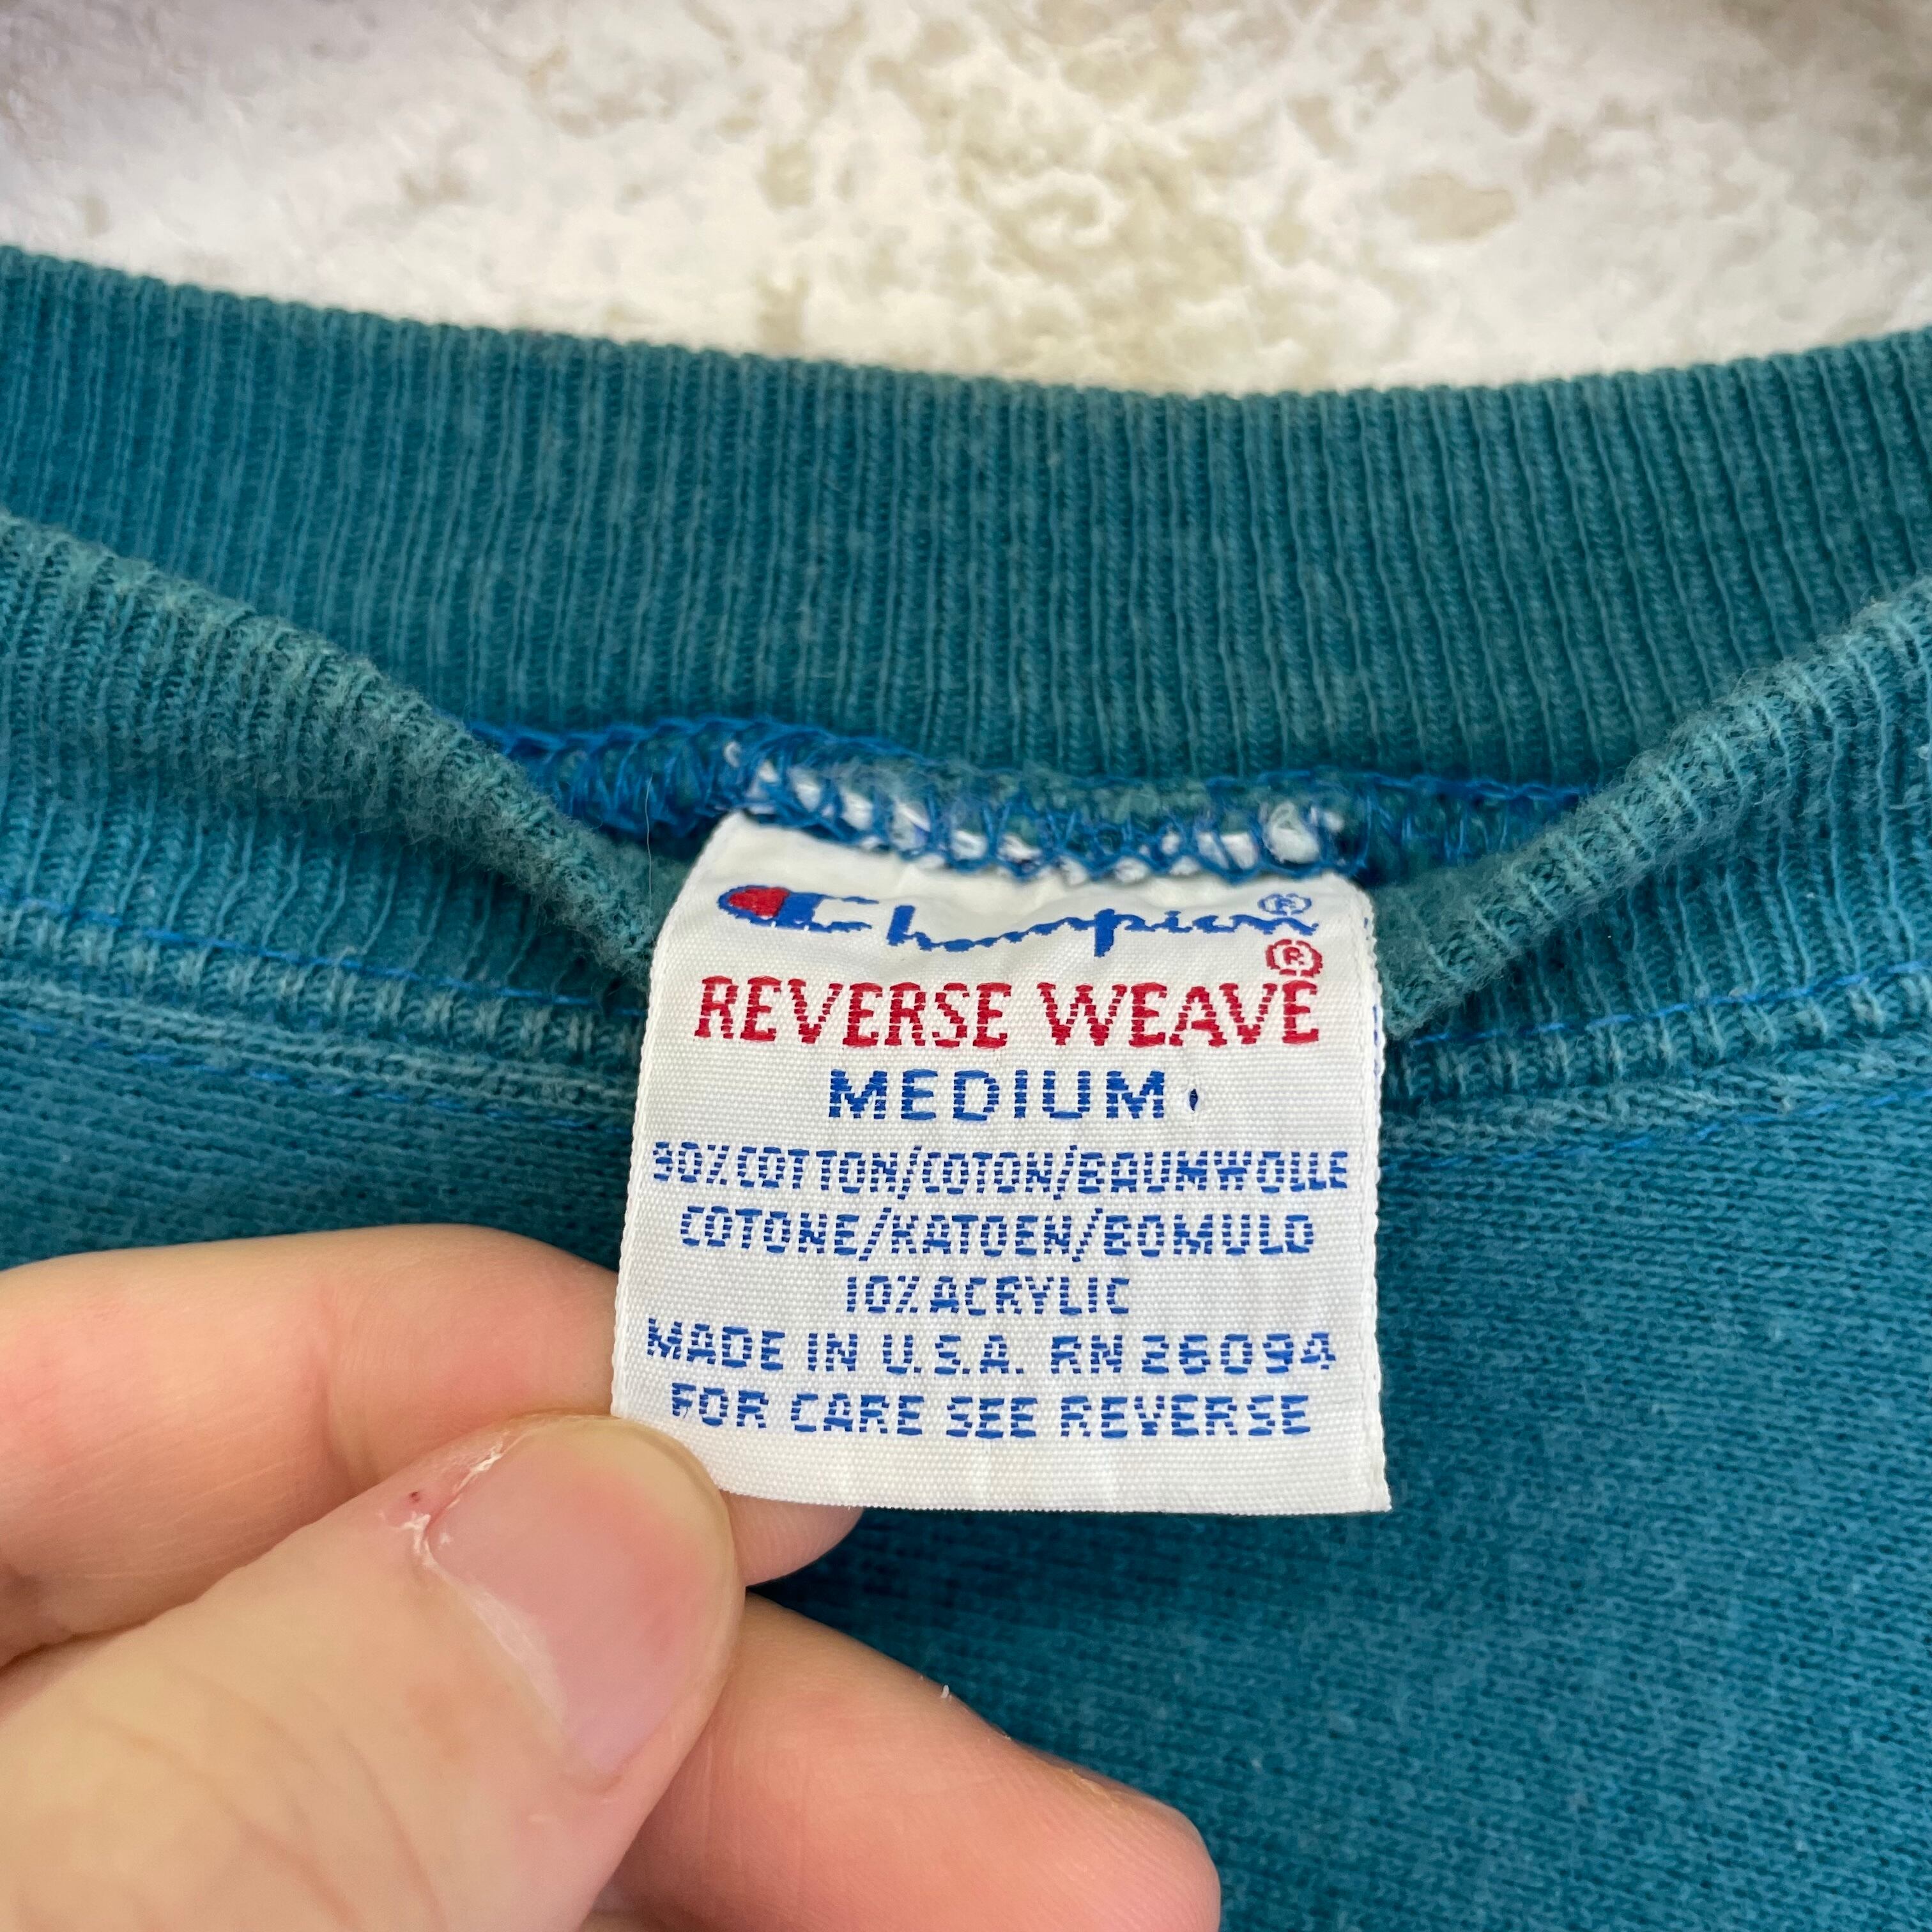 Champion®
REVERSE WEAVE®
MEDIUM
90% COTTON/COTON/BAUMWOLLE
COTONE/KATOEN/BOMULD
10% ACRYLIC
MADE IN U.S.A. RN 26094
FOR CARE SEE REVERSE